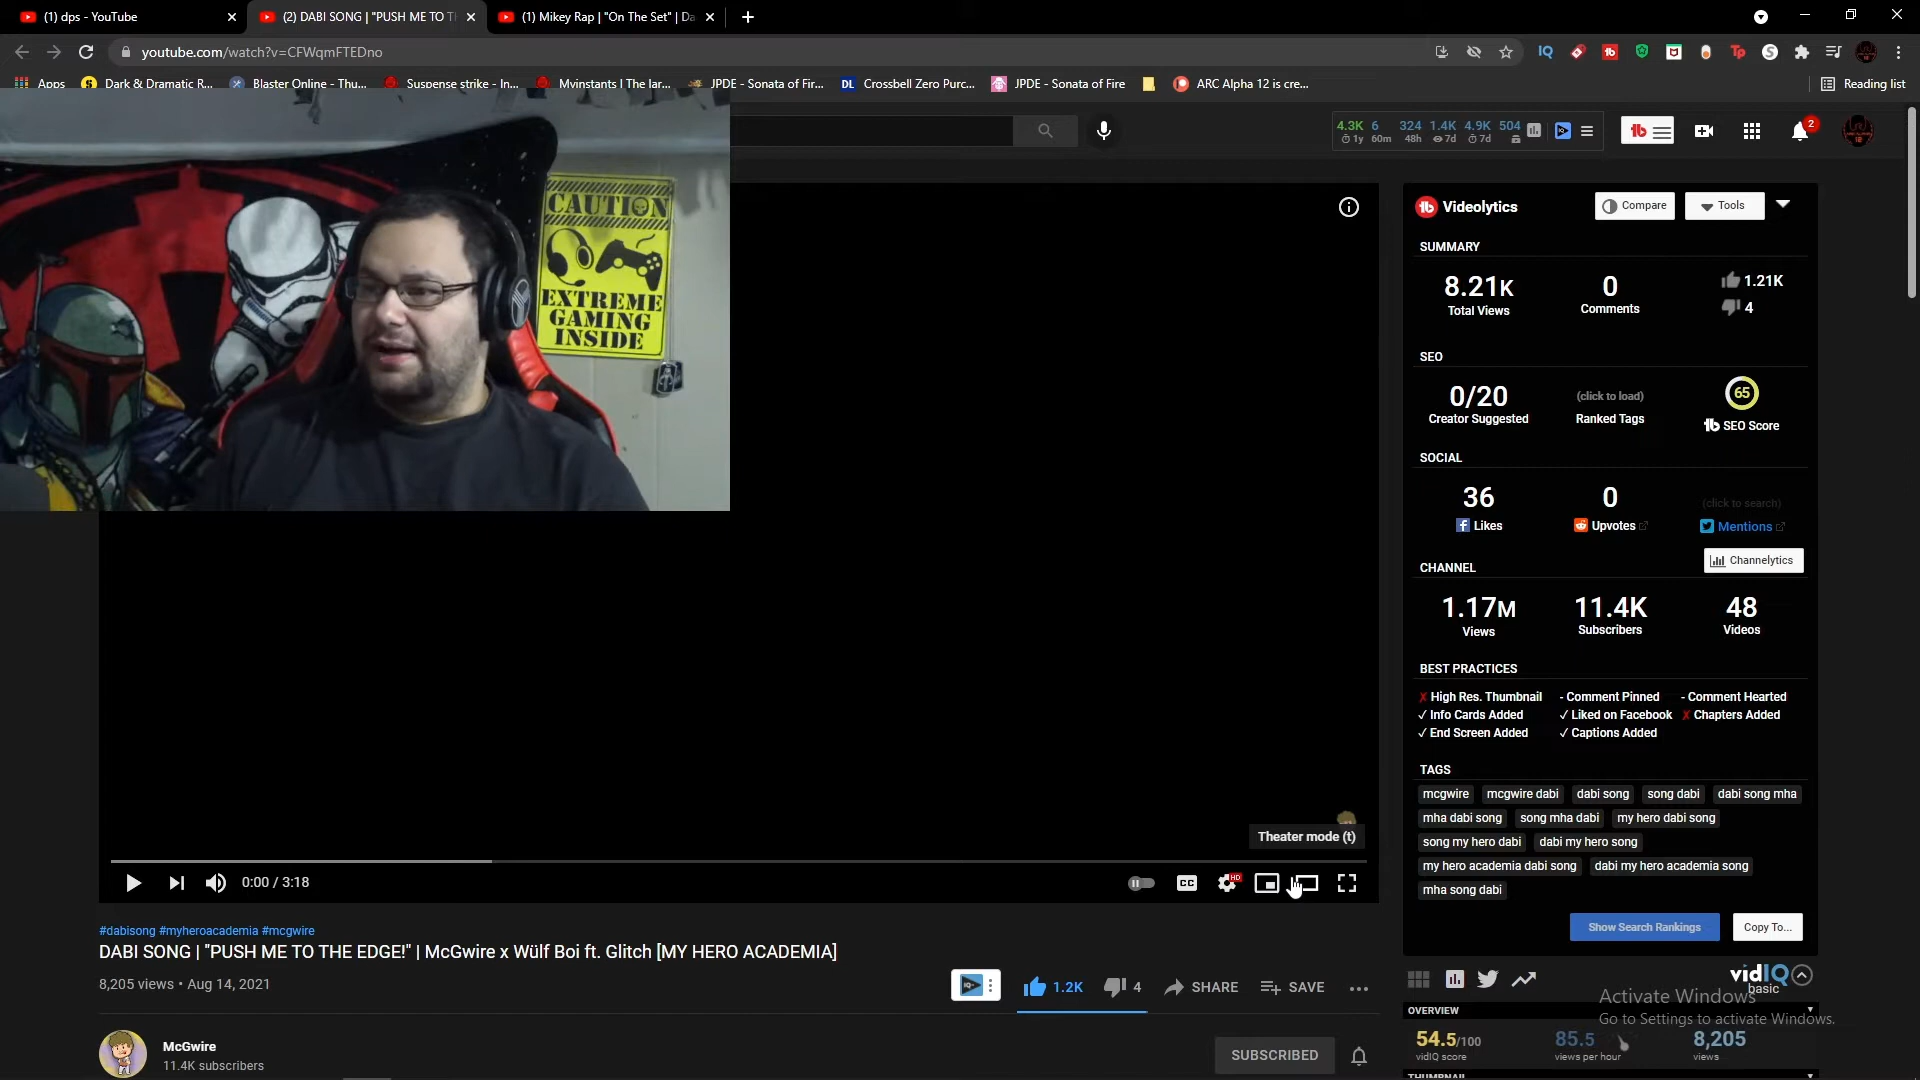 (1) dps - YouTube
(2) DABI SONG | "PUSH ME TO TH
(1) Mikey Rap | "On The Set" | Da
youtube.com/watch?v=CFWqmFTEDno
Apps
Dark & Dramatic R...
Blaster Online - Thu...
Suspense strike - In...
Myinstants | The lar...
JPDE - Sonata of Fir...
DL Crossbell Zero Purc...
JPDE - Sonata of Fire
ARC Alpha 12 is cre...
Reading list
4.3K 6 324 1.4K 4.9K 504
1y 60m 48h 7d 7d
2
CAUTION
EXTREME
GAMING
INSIDE
Videolytics
Compare
Tools
SUMMARY
8.21K 0 1.21K
Total Views Comments 4
SEO
0/20 (click to load) 65
Creator Suggested Ranked Tags SEO Score
SOCIAL
36 0 (click to search)
Likes Upvotes Mentions
CHANNEL Channelytics
1.17M 11.4K 48
Views Subscribers Videos
BEST PRACTICES
✗ High Res. Thumbnail - Comment Pinned - Comment Hearted
✓ Info Cards Added ✓ Liked on Facebook ✗ Chapters Added
✓ End Screen Added ✓ Captions Added
TAGS
mcgwire mcgwire dabi dabi song song dabi dabi song mha
mha dabi song song mha dabi my hero dabi song
song my hero dabi dabi my hero song
my hero academia dabi song dabi my hero academia song
mha song dabi
Show Search Rankings Copy To...
Theater mode (t)
0:00 / 3:18
CC
HD
#dabisong #myheroacademia #mcgwire
DABI SONG | "PUSH ME TO THE EDGE!" | McGwire x Wülf Boi ft. Glitch [MY HERO ACADEMIA]
8,205 views • Aug 14, 2021
1.2K 4 SHARE SAVE
McGwire
11.4K subscribers
SUBSCRIBED
vidIQ
basic
Activate Windows
Go to Settings to activate Windows.
OVERVIEW
54.5/100 85.5 8,205
vidIQ score views per hour views
THUMBNAIL